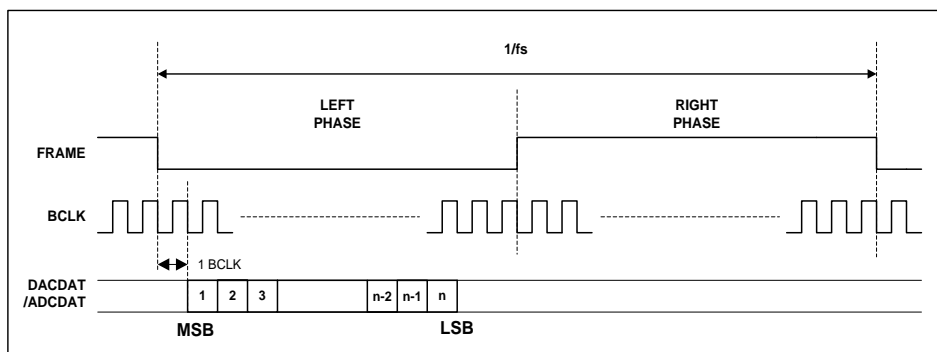 1/fs
LEFT
PHASE
RIGHT
PHASE
FRAME
BCLK
1 BCLK
DACDAT
/ADCDAT
1 2 3 n-2 n-1 n
MSB LSB